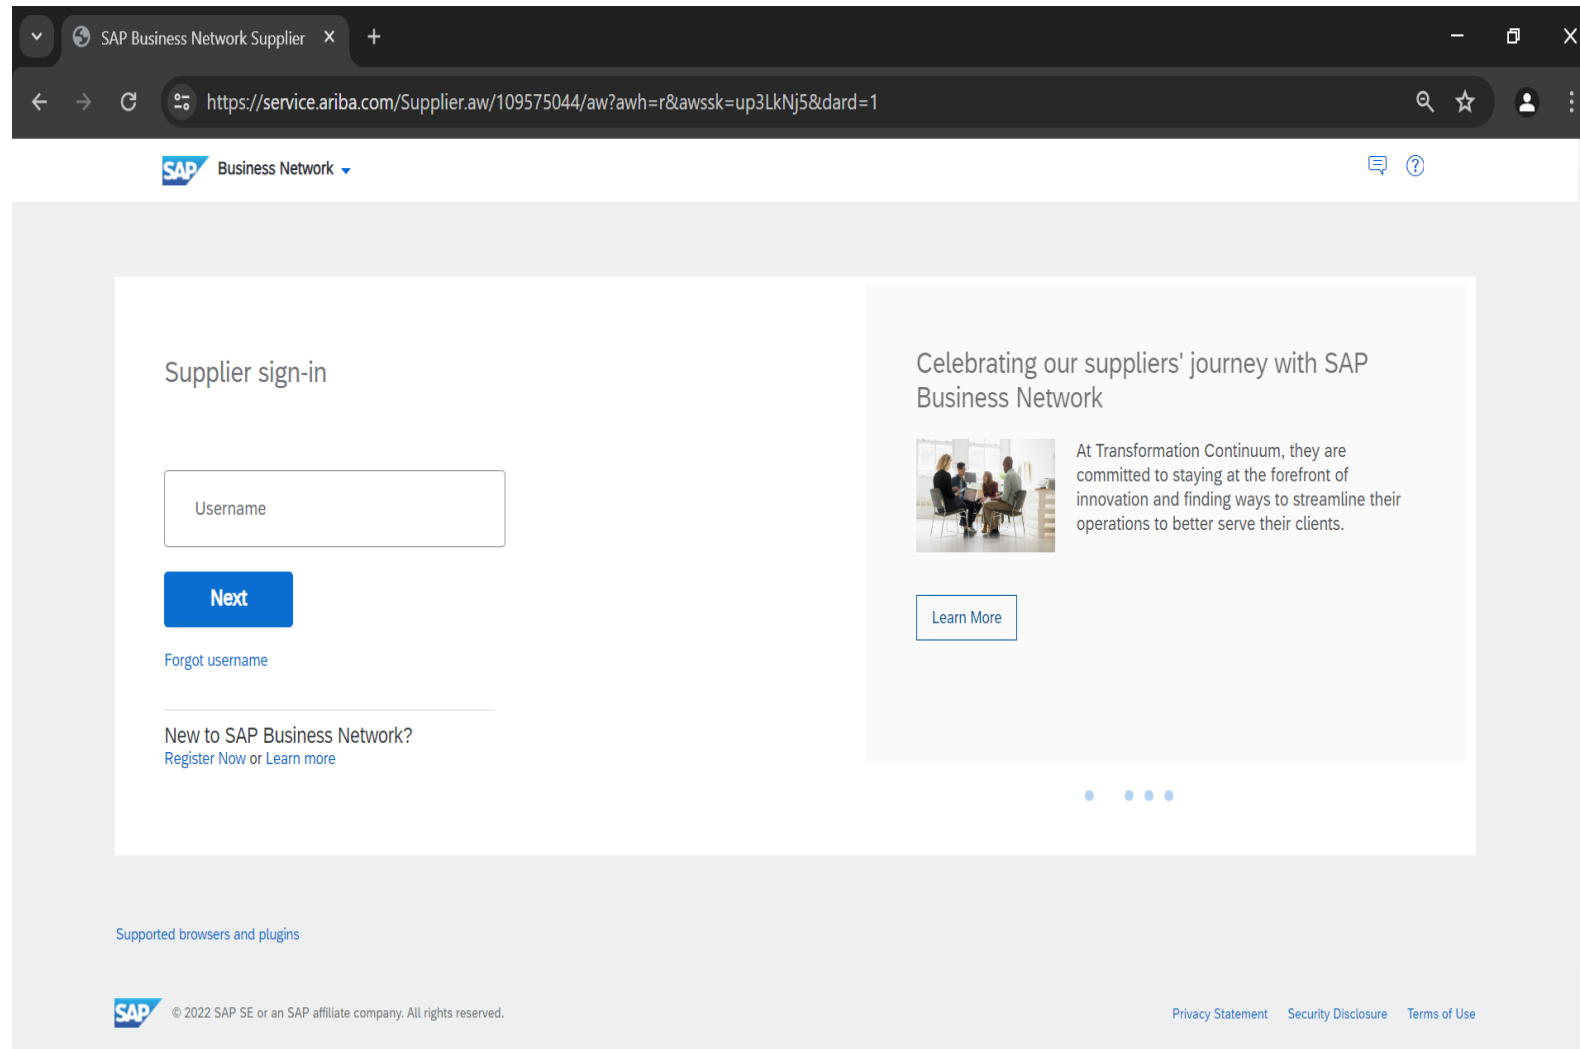 SAP Business Network Supplier
https://service.ariba.com/Supplier.aw/109575044/aw?awh=r&awssk=up3LkNj5&dard=1
SAP Business Network
Supplier sign-in
Username
Next
Forgot username
New to SAP Business Network?
Register Now or Learn more
Celebrating our suppliers' journey with SAP
Business Network
At Transformation Continuum, they are
committed to staying at the forefront of
innovation and finding ways to streamline their
operations to better serve their clients.
Learn More
Supported browsers and plugins
SAP © 2022 SAP SE or an SAP affiliate company. All rights reserved.
Privacy Statement Security Disclosure Terms of Use